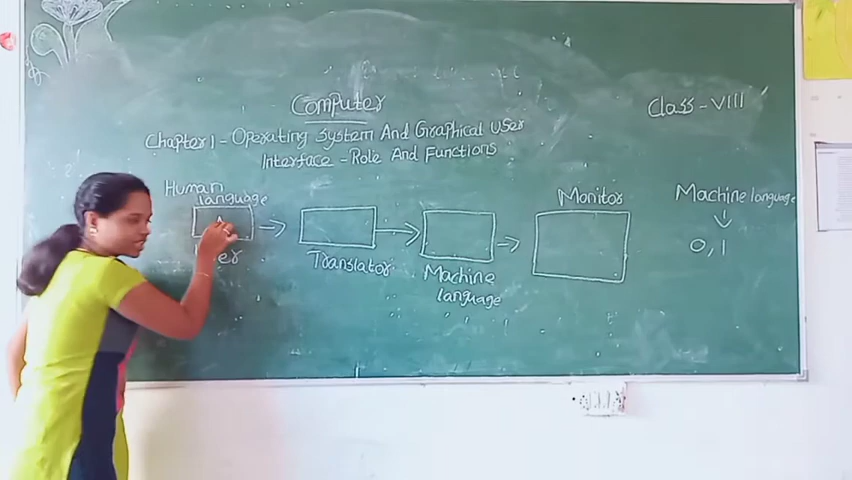 Computer
Class - VIII
Chapter 1 - Operating System And Graphical User
Interface - Role And Functions
Human
language
Monitor
Machine language
A
0, 1
Translator
Machine
language